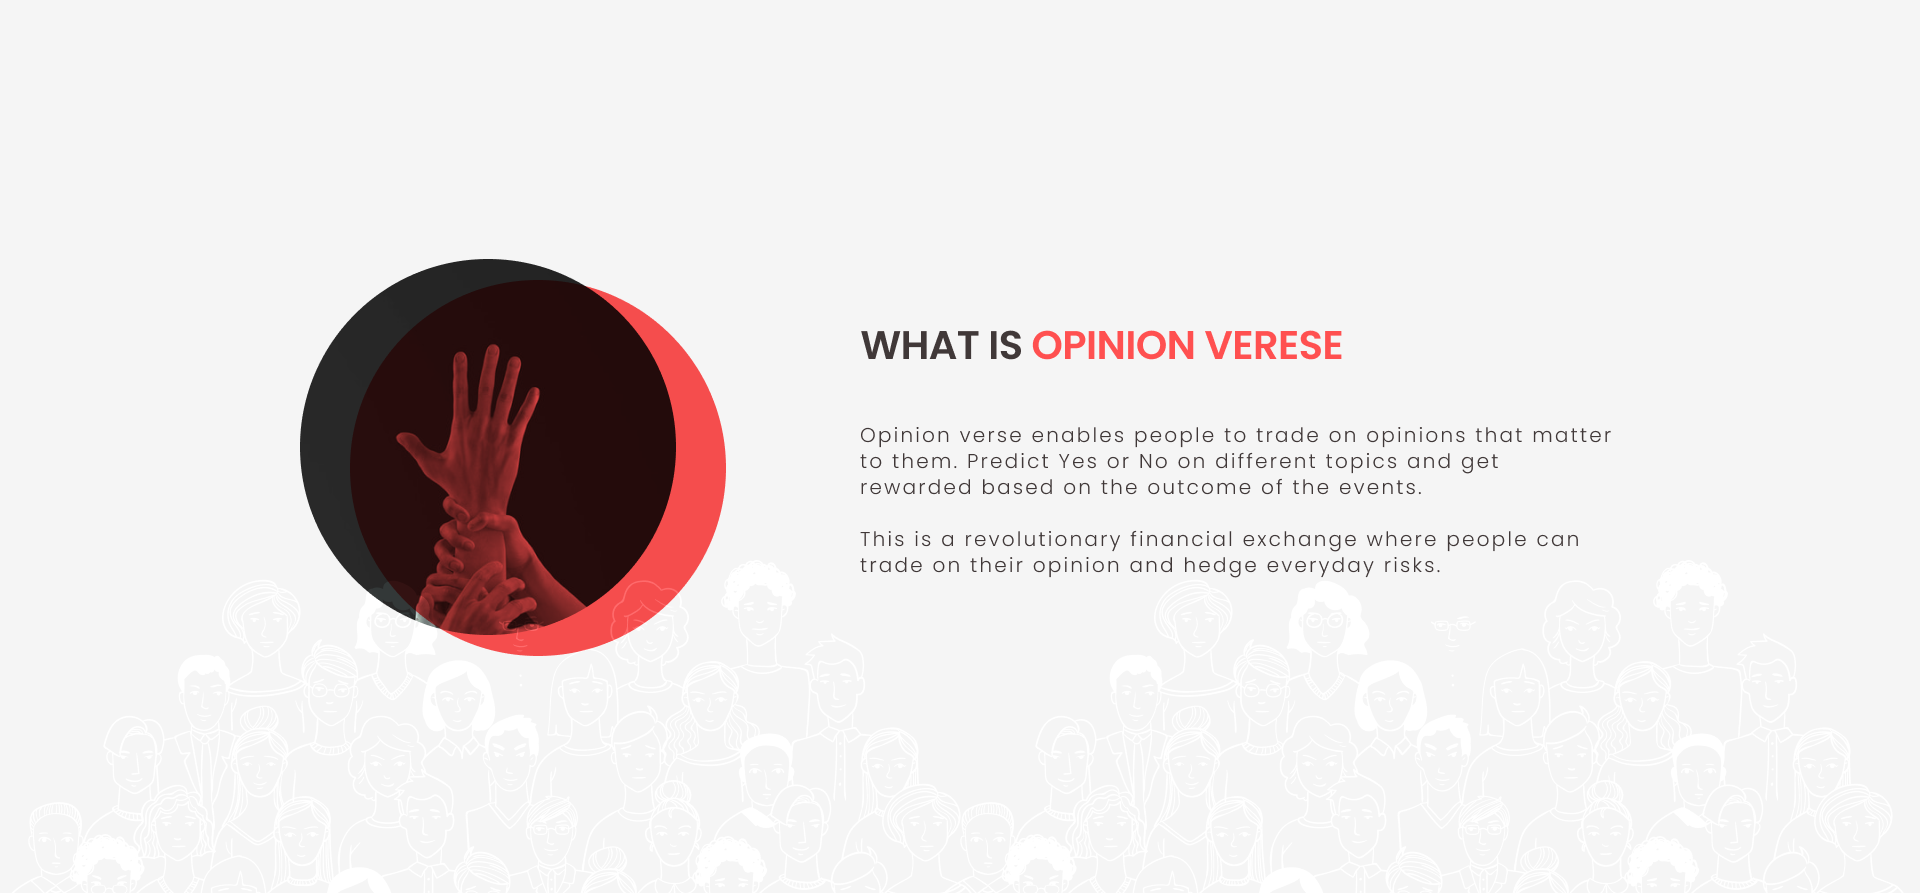 WHAT IS OPINION VERESE
Opinion verse enables people to trade on opinions that matter
to them. Predict Yes or No on different topics and get
rewarded based on the outcome of the events.
This is a revolutionary financial exchange where people can
trade on their opinion and hedge everyday risks.